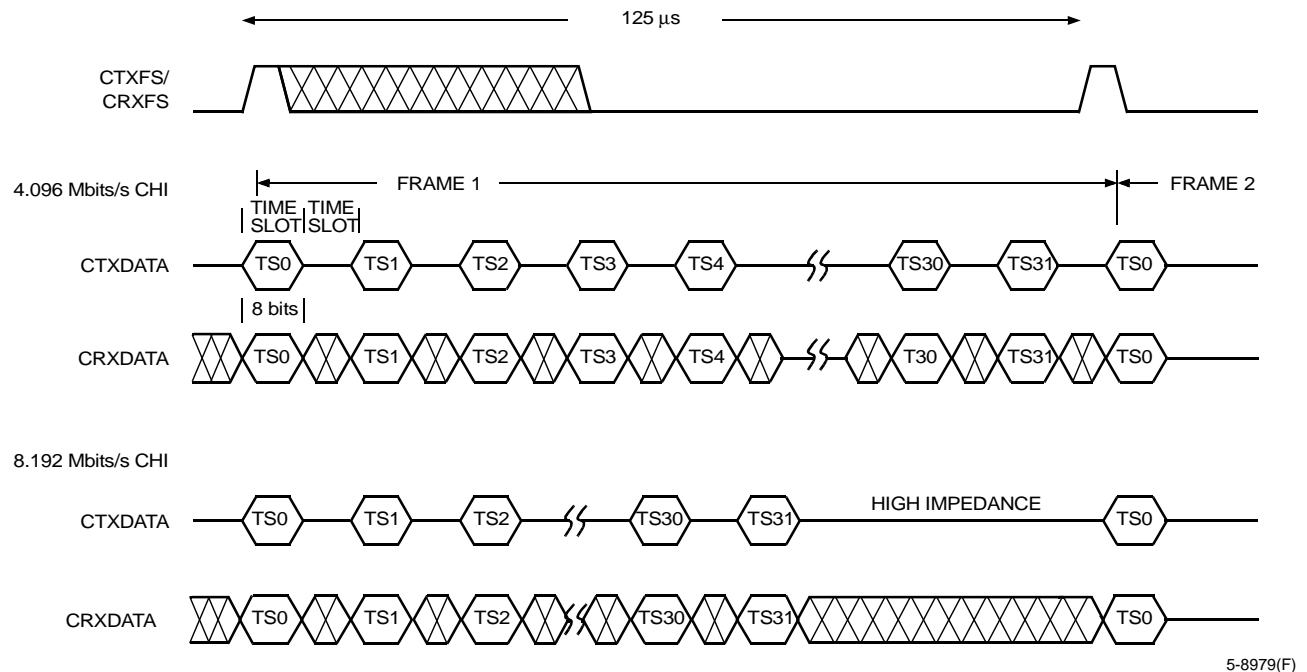 125 µs
CTXFS/
CRXFS
4.096 Mbits/s CHI
FRAME 1
FRAME 2
TIME SLOT
TIME SLOT
CTXDATA
TS0 TS1 TS2 TS3 TS4 TS30 TS31 TS0
8 bits
CRXDATA
TS0 TS1 TS2 TS3 TS4 T30 TS31 TS0
8.192 Mbits/s CHI
CTXDATA
TS0 TS1 TS2 TS30 TS31 HIGH IMPEDANCE TS0
CRXDATA
TS0 TS1 TS2 TS30 TS31 TS0
5-8979(F)